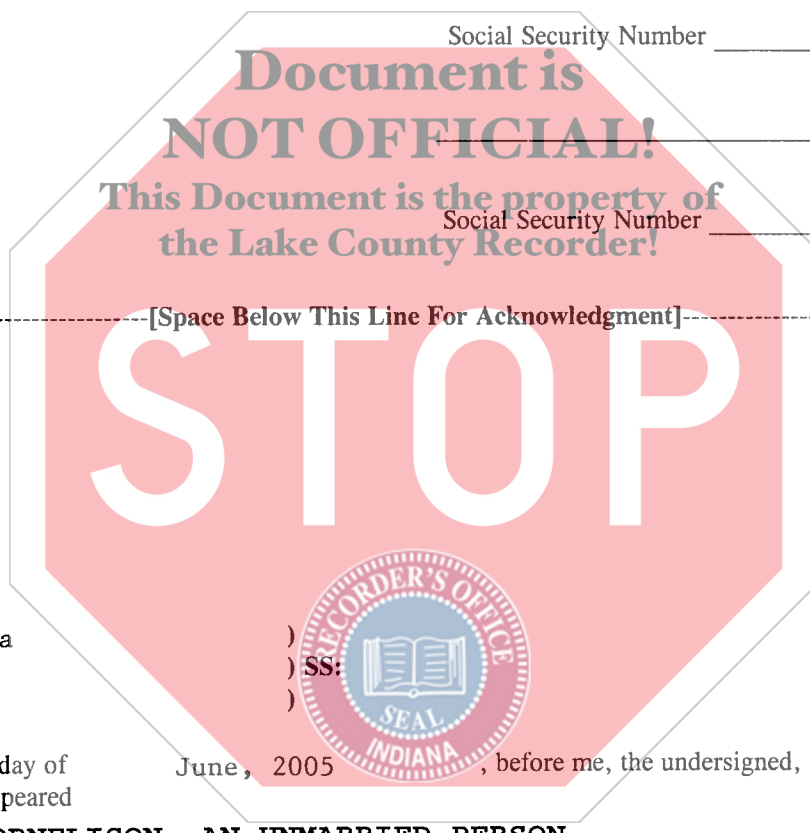 Social Security Number
Document is
NOT OFFICIAL!
This Document is the property of
Social Security Number
the Lake County Recorder!
[Space Below This Line For Acknowledgment]
STOP
RECORDER'S OFFICE
a )
) SS:
)
SEAL
INDIANA
day of June, 2005 , before me, the undersigned,
peared